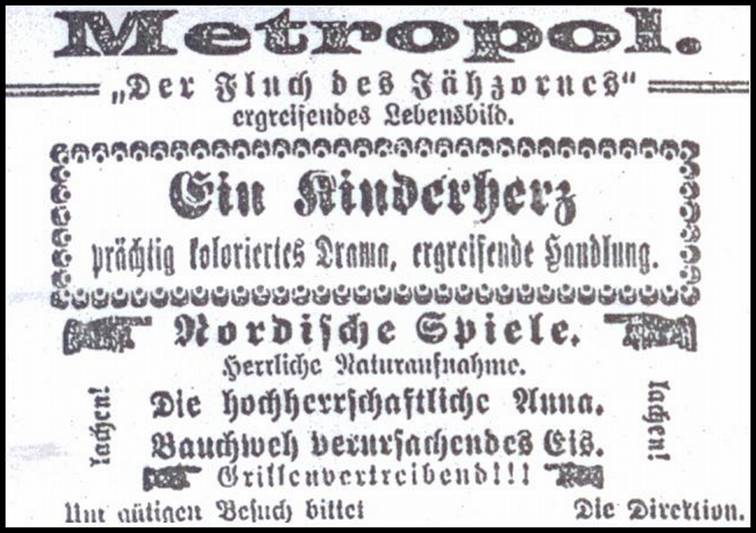 Metropol.
„Der Fluch des Jähzornes“
ergreifendes Lebensbild.
Ein Kinderherz
prächtig koloriertes Drama, ergreifende Handlung.
Nordische Spiele.
Herrliche Naturaufnahme.
lachen!
Die hochherrschaftliche Anna.
Bauchweh verursachendes Eis.
lachen!
Grillenvertreibend!!!
Um gütigen Besuch bittet
Die Direktion.